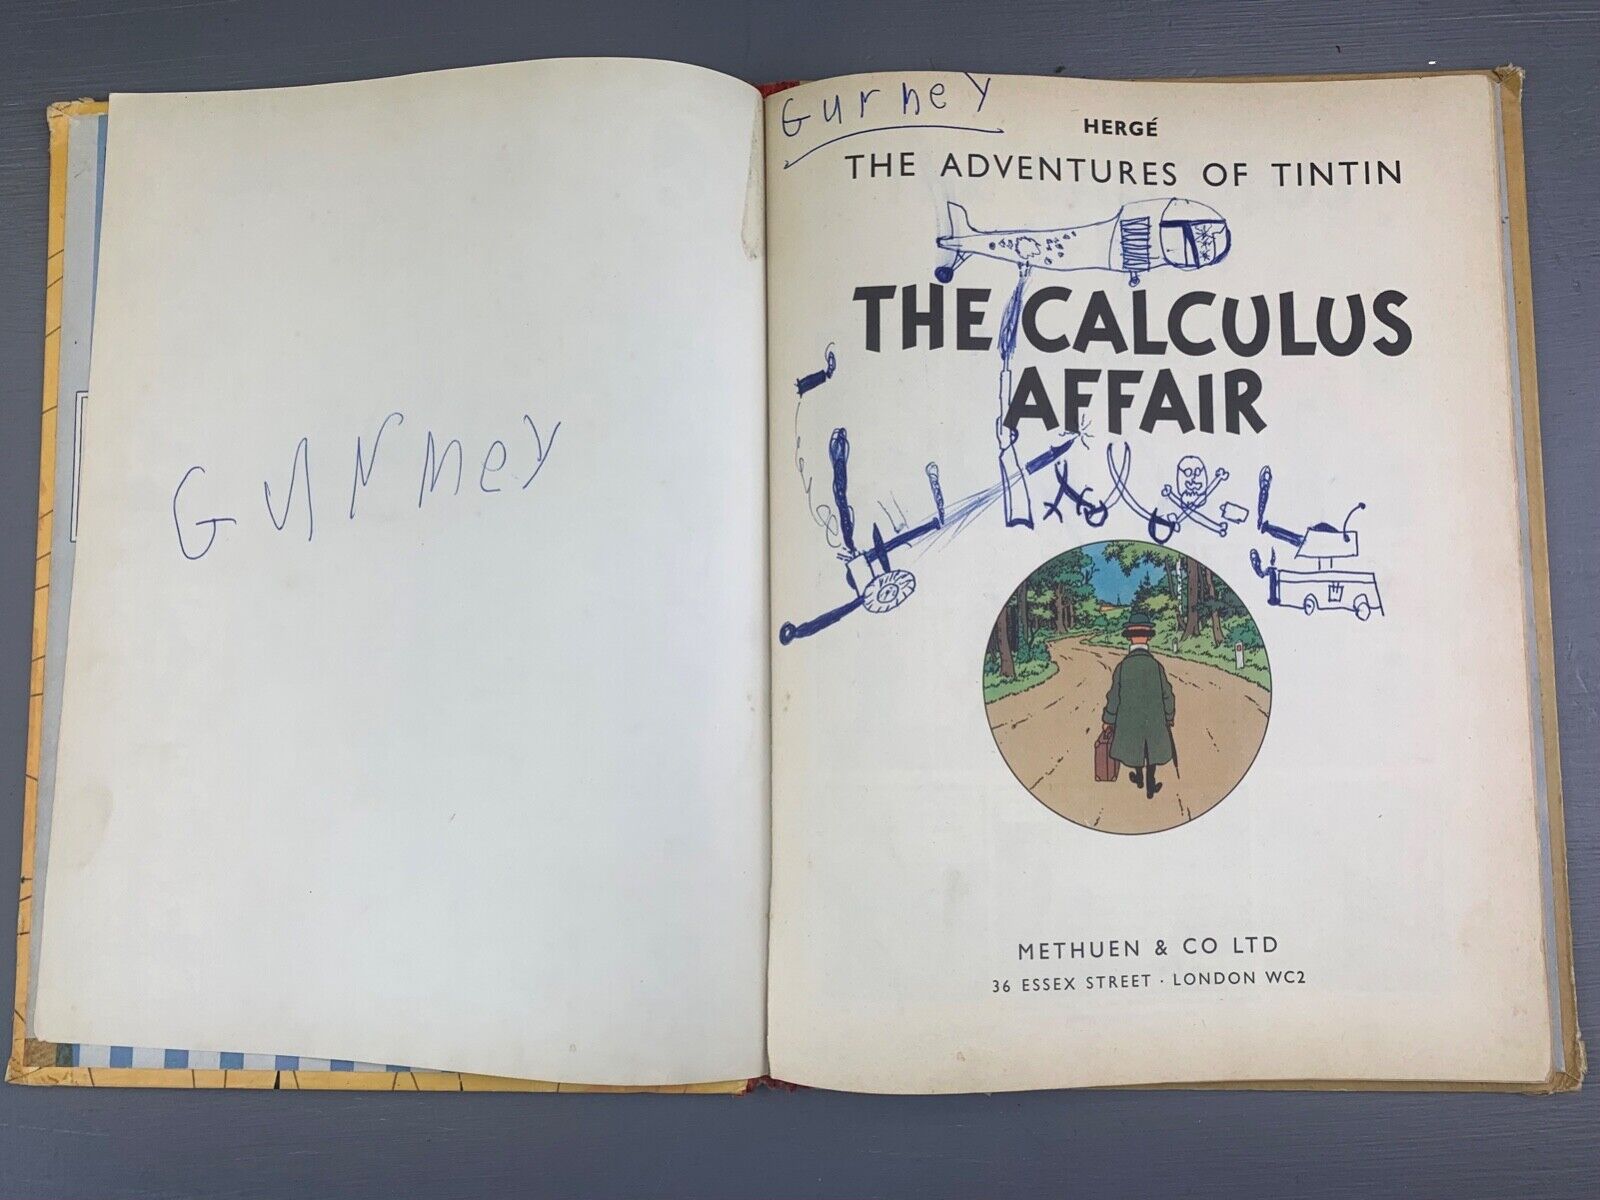 Gurney
Gurney
HERGÉ
THE ADVENTURES OF TINTIN
THE CALCULUS
AFFAIR
METHUEN & CO LTD
36 ESSEX STREET · LONDON WC2